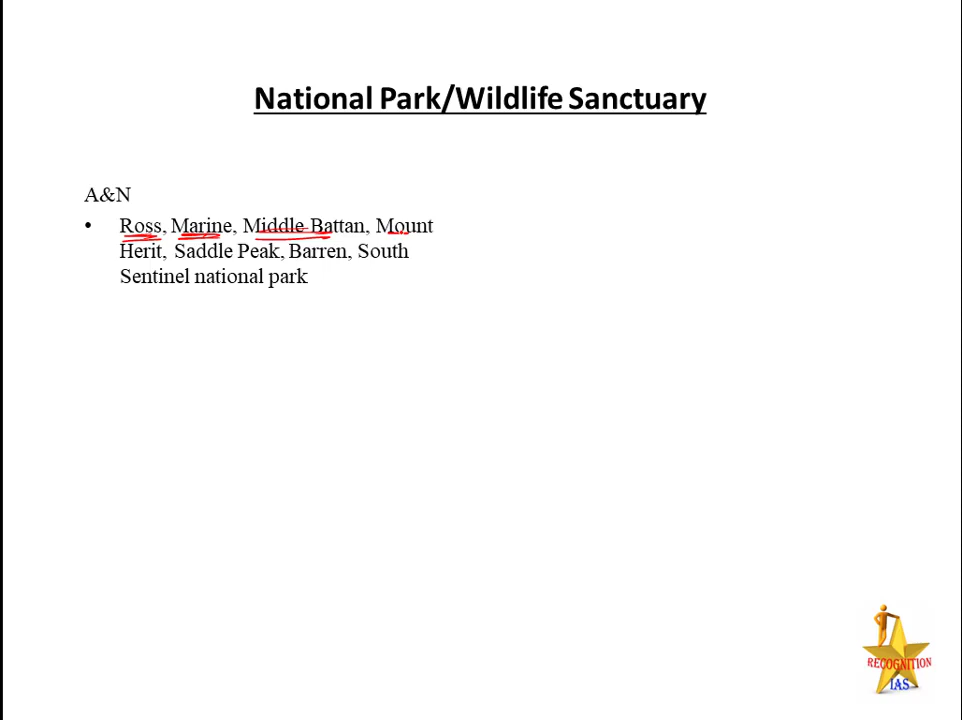 National Park/Wildlife Sanctuary
A&N
• Ross, Marine, Middle Battan, Mount
Herit, Saddle Peak, Barren, South
Sentinel national park
RECOGNITION
IAS